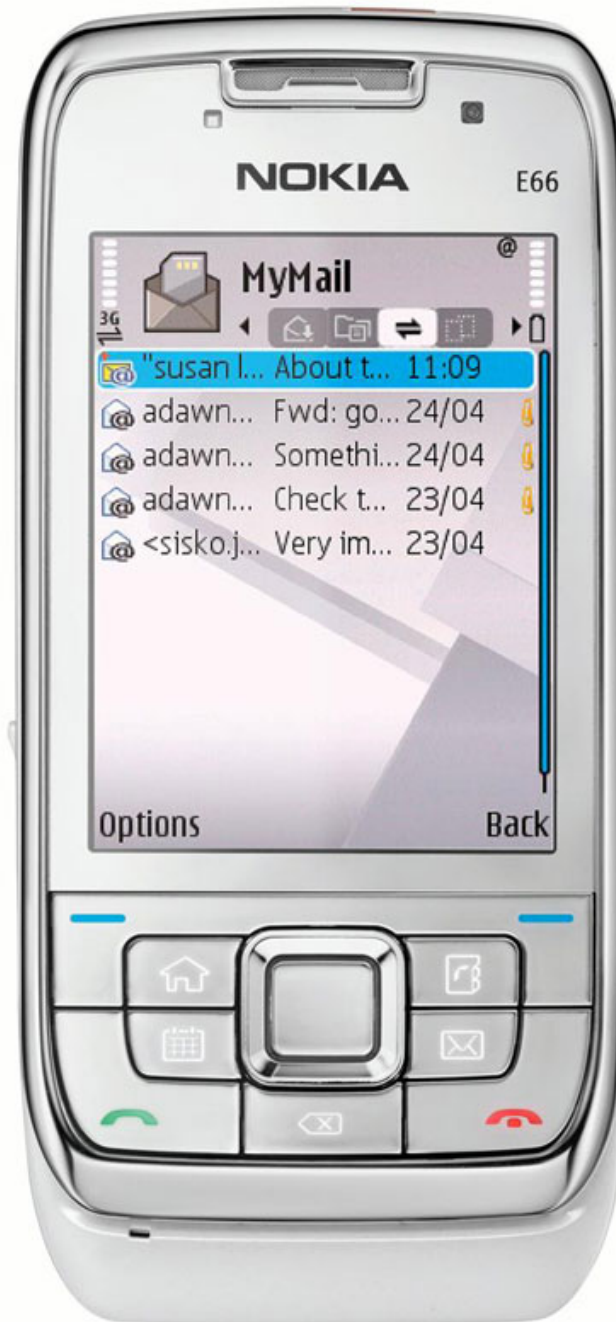 NOKIA
E66
@
MyMail
3G
"susan l... About t... 11:09
adawn... Fwd: go... 24/04
adawn... Somethi... 24/04
adawn... Check t... 23/04
<sisko.j... Very im... 23/04
Options Back